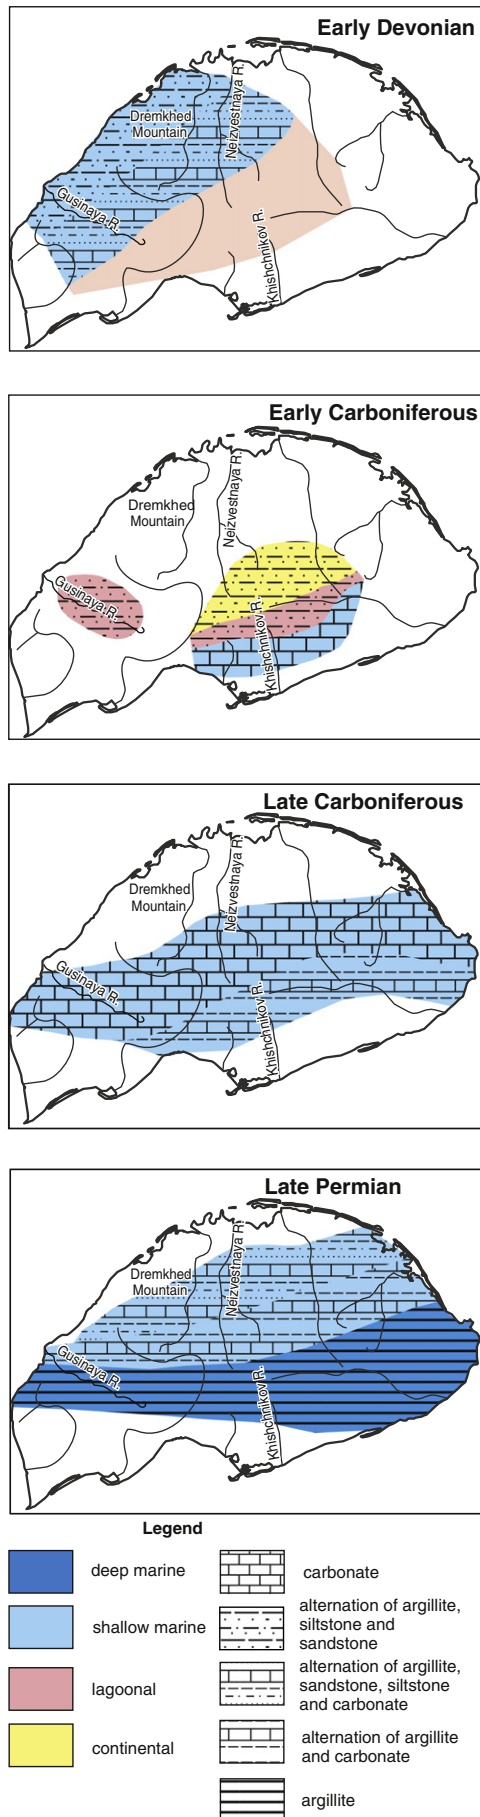 Early Devonian
Dremkhed
Mountain
Neizvestnaya R.
Gusinaya R.
Khishchnikov R.
Early Carboniferous
Dremkhed
Mountain
Neizvestnaya R.
Gusinaya R.
Khishchnikov R.
Late Carboniferous
Dremkhed
Mountain
Neizvestnaya R.
Gusinaya R.
Khishchnikov R.
Late Permian
Dremkhed
Mountain
Neizvestnaya R.
Gusinaya R.
Khishchnikov R.
Legend
deep marine
shallow marine
lagoonal
continental
carbonate
alternation of argillite,
siltstone and
sandstone
alternation of argillite,
sandstone, siltstone
and carbonate
alternation of argillite
and carbonate
argillite